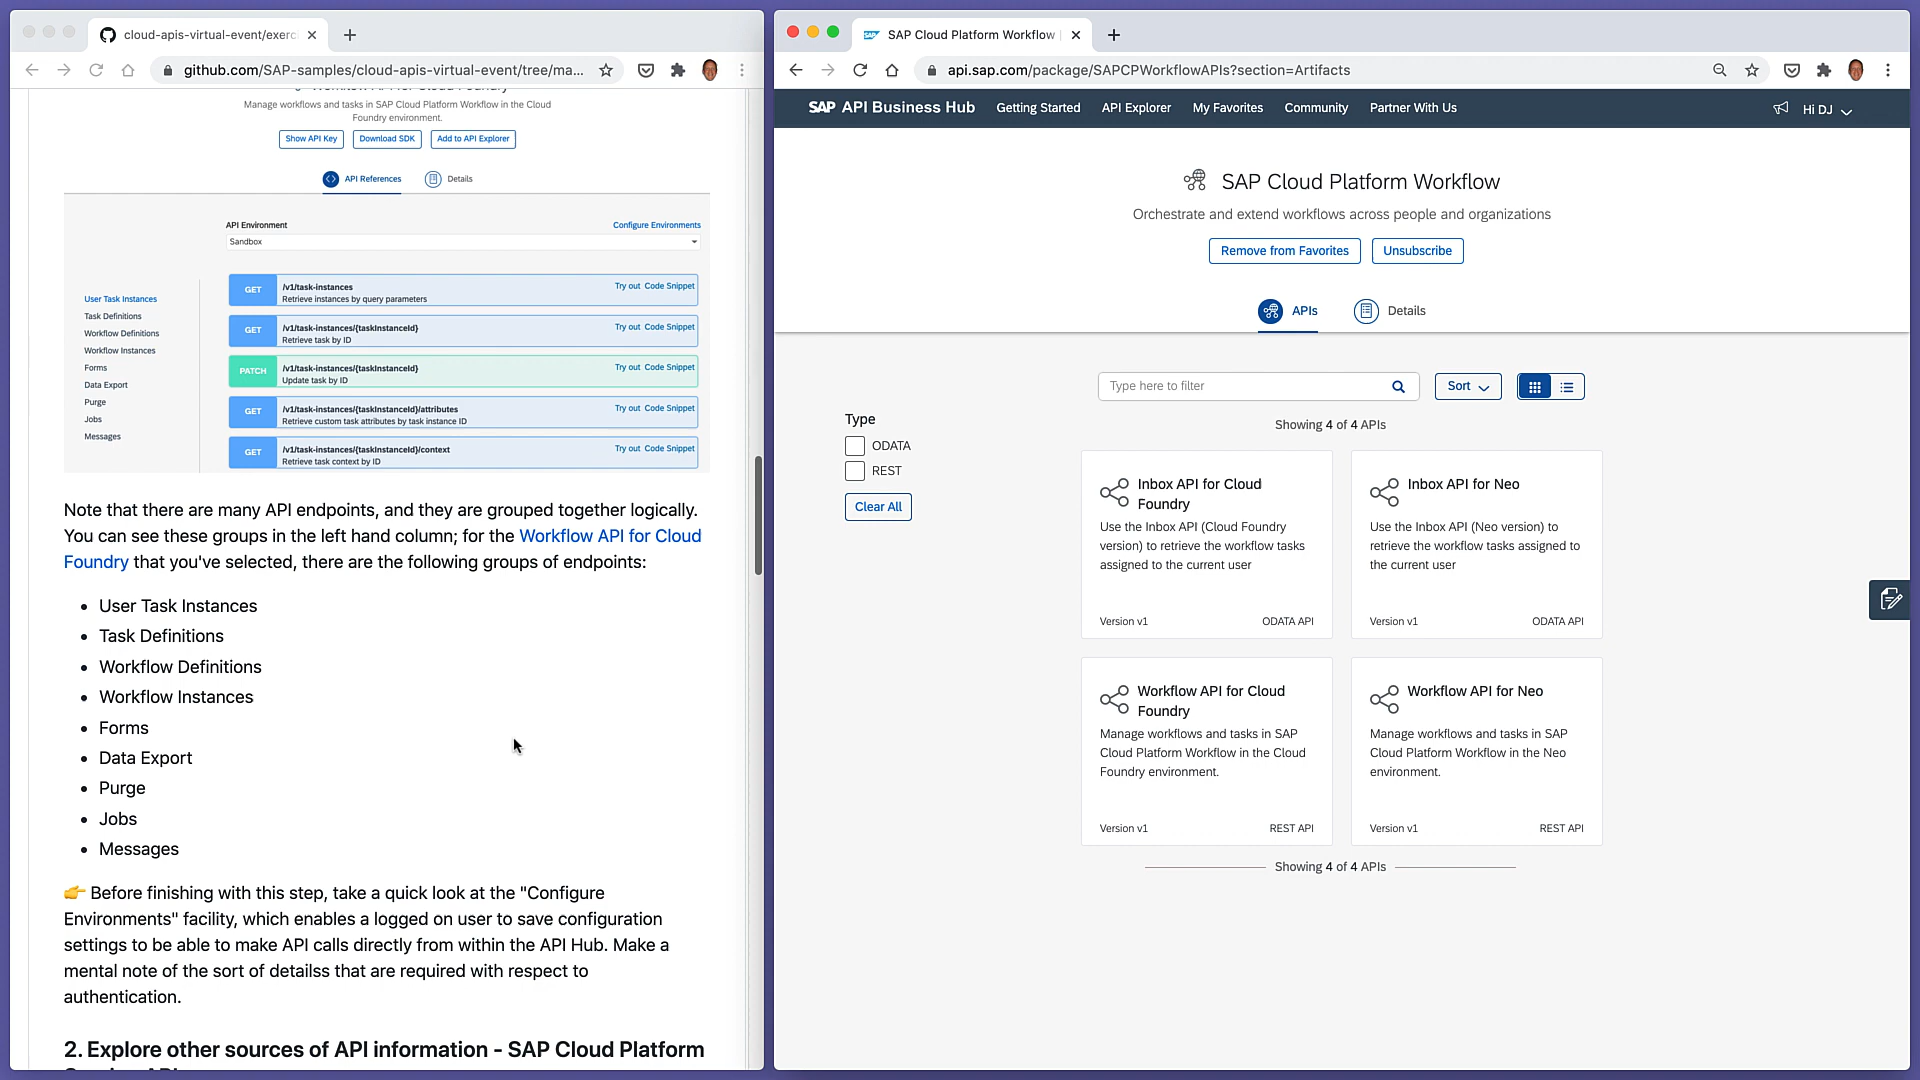 cloud-apis-virtual-event/exerc
github.com/SAP-samples/cloud-apis-virtual-event/tree/ma...
Manage workflows and tasks in SAP Cloud Platform Workflow in the Cloud
Foundry environment.
Show API Key
Download SDK
Add to API Explorer
API References
Details
API Environment
Configure Environments
Sandbox
User Task Instances
Task Definitions
Workflow Definitions
Workflow Instances
Forms
Data Export
Purge
Jobs
Messages
GET
/v1/task-instances
Retrieve instances by query parameters
Try out Code Snippet
GET
/v1/task-instances/{taskInstanceId}
Retrieve task by ID
Try out Code Snippet
PATCH
/v1/task-instances/{taskInstanceId}
Update task by ID
Try out Code Snippet
GET
/v1/task-instances/{taskInstanceId}/attributes
Retrieve custom task attributes by task instance ID
Try out Code Snippet
GET
/v1/task-instances/{taskInstanceId}/context
Retrieve task context by ID
Try out Code Snippet
Note that there are many API endpoints, and they are grouped together logically.
You can see these groups in the left hand column; for the Workflow API for Cloud
Foundry that you've selected, there are the following groups of endpoints:
• User Task Instances
• Task Definitions
• Workflow Definitions
• Workflow Instances
• Forms
• Data Export
• Purge
• Jobs
• Messages
👉 Before finishing with this step, take a quick look at the "Configure
Environments" facility, which enables a logged on user to save configuration
settings to be able to make API calls directly from within the API Hub. Make a
mental note of the sort of detailss that are required with respect to
authentication.
2. Explore other sources of API information - SAP Cloud Platform
SAP Cloud Platform Workflow
api.sap.com/package/SAPCPWorkflowAPIs?section=Artifacts
SAP API Business Hub
Getting Started
API Explorer
My Favorites
Community
Partner With Us
Hi DJ
SAP Cloud Platform Workflow
Orchestrate and extend workflows across people and organizations
Remove from Favorites
Unsubscribe
APIs
Details
Type here to filter
Sort
Type
ODATA
REST
Clear All
Showing 4 of 4 APIs
Inbox API for Cloud
Foundry
Use the Inbox API (Cloud Foundry
version) to retrieve the workflow tasks
assigned to the current user
Version v1
ODATA API
Inbox API for Neo
Use the Inbox API (Neo version) to
retrieve the workflow tasks assigned to
the current user
Version v1
ODATA API
Workflow API for Cloud
Foundry
Manage workflows and tasks in SAP
Cloud Platform Workflow in the Cloud
Foundry environment.
Version v1
REST API
Workflow API for Neo
Manage workflows and tasks in SAP
Cloud Platform Workflow in the Neo
environment.
Version v1
REST API
Showing 4 of 4 APIs